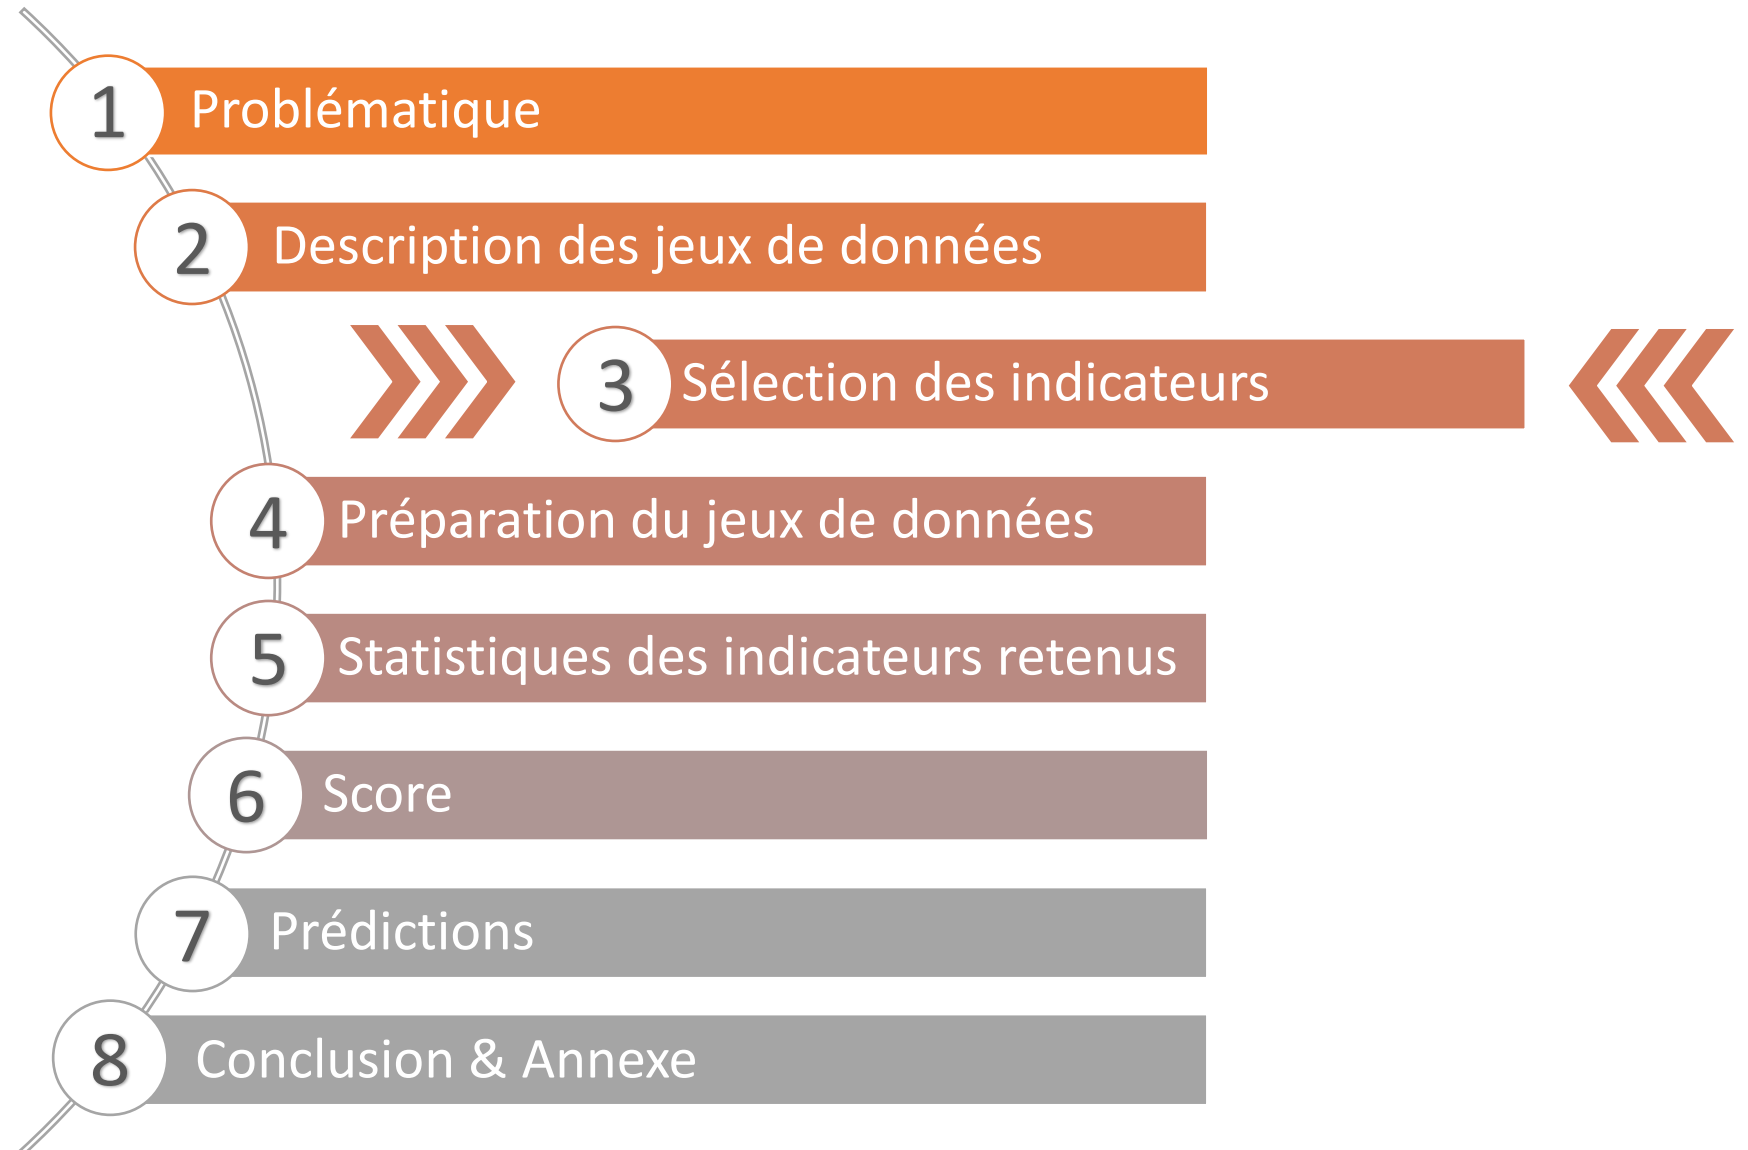 1 Problématique
2 Description des jeux de données
3 Sélection des indicateurs
4 Préparation du jeux de données
5 Statistiques des indicateurs retenus
6 Score
7 Prédictions
8 Conclusion & Annexe